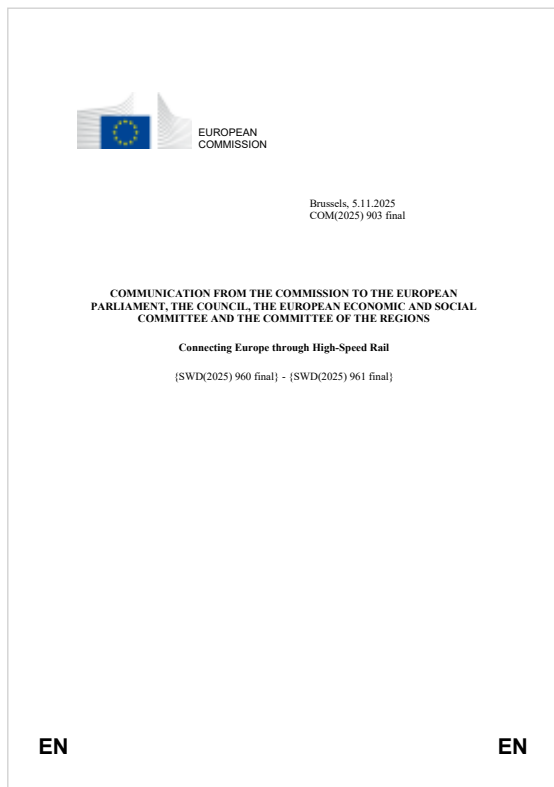 EUROPEAN
COMMISSION
Brussels, 5.11.2025
COM(2025) 903 final
COMMUNICATION FROM THE COMMISSION TO THE EUROPEAN
PARLIAMENT, THE COUNCIL, THE EUROPEAN ECONOMIC AND SOCIAL
COMMITTEE AND THE COMMITTEE OF THE REGIONS
Connecting Europe through High-Speed Rail
{SWD(2025) 960 final} - {SWD(2025) 961 final}
EN EN